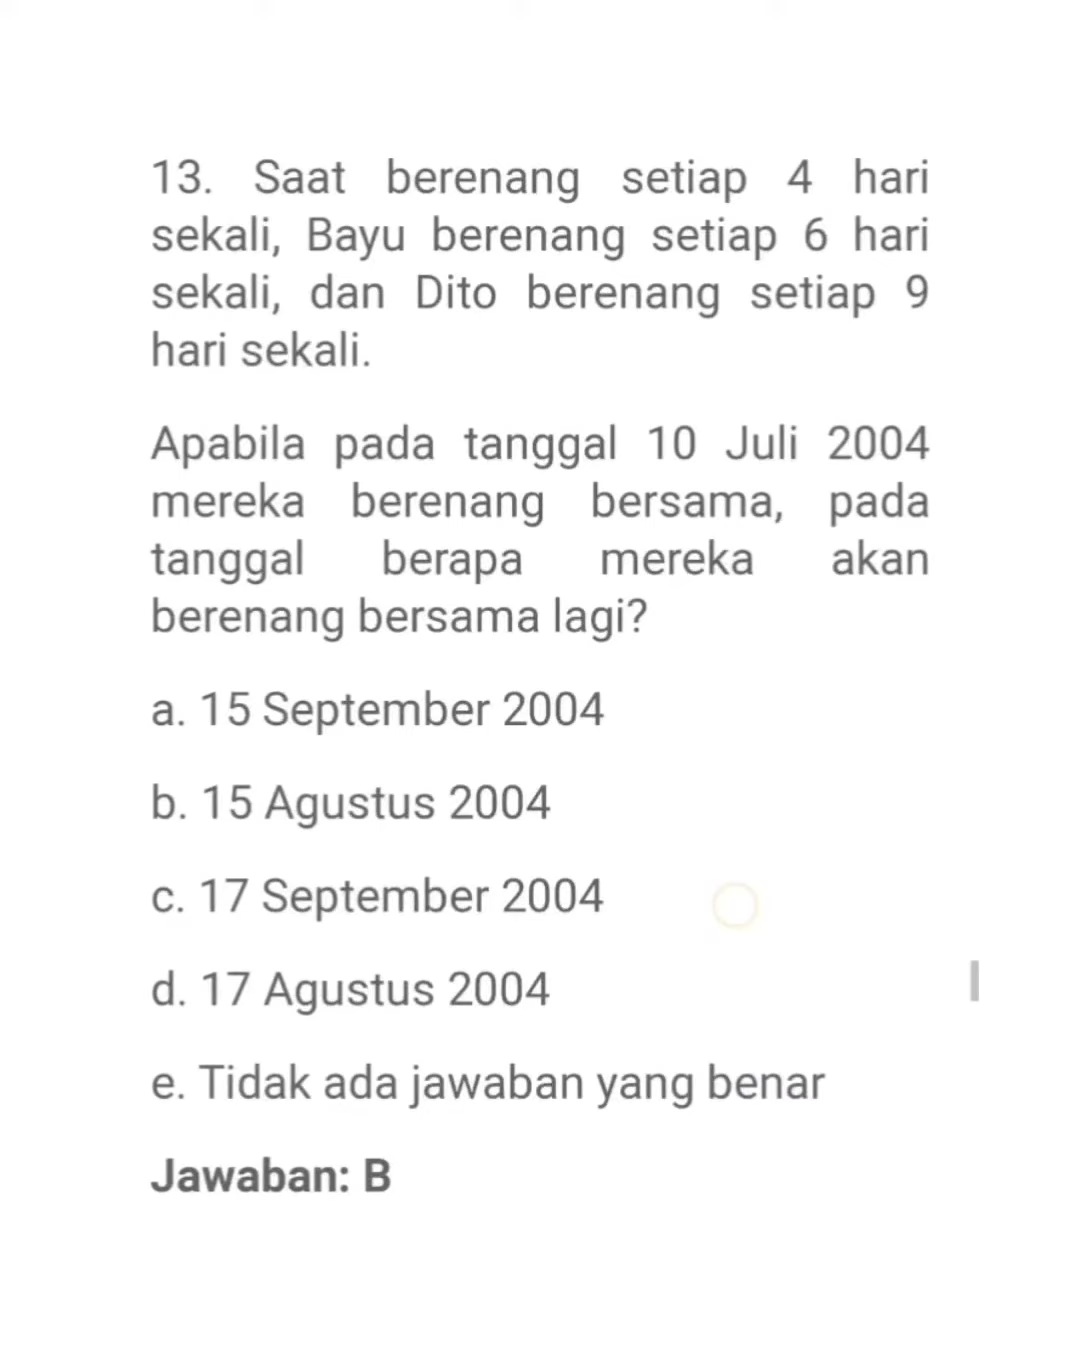 13. Saat berenang setiap 4 hari
sekali, Bayu berenang setiap 6 hari
sekali, dan Dito berenang setiap 9
hari sekali.
Apabila pada tanggal 10 Juli 2004
mereka berenang bersama, pada
tanggal berapa mereka akan
berenang bersama lagi?
a. 15 September 2004
b. 15 Agustus 2004
c. 17 September 2004
d. 17 Agustus 2004
e. Tidak ada jawaban yang benar
Jawaban: B